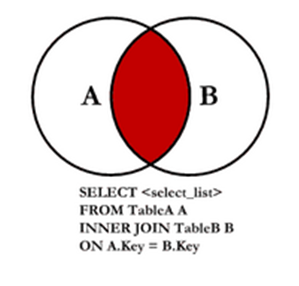 A B
SELECT <select_list>
FROM TableA A
INNER JOIN TableB B
ON A.Key = B.Key